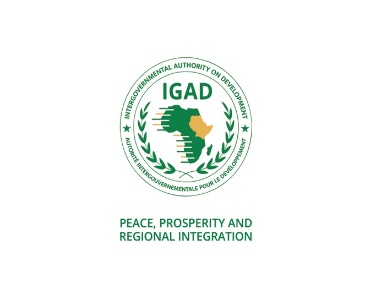 INTERGOVERNMENTAL AUTHORITY ON DEVELOPMENT
IGAD
AUTORITÉ INTERGOUVERNEMENTALE POUR LE DÉVELOPPEMENT
PEACE, PROSPERITY AND
REGIONAL INTEGRATION